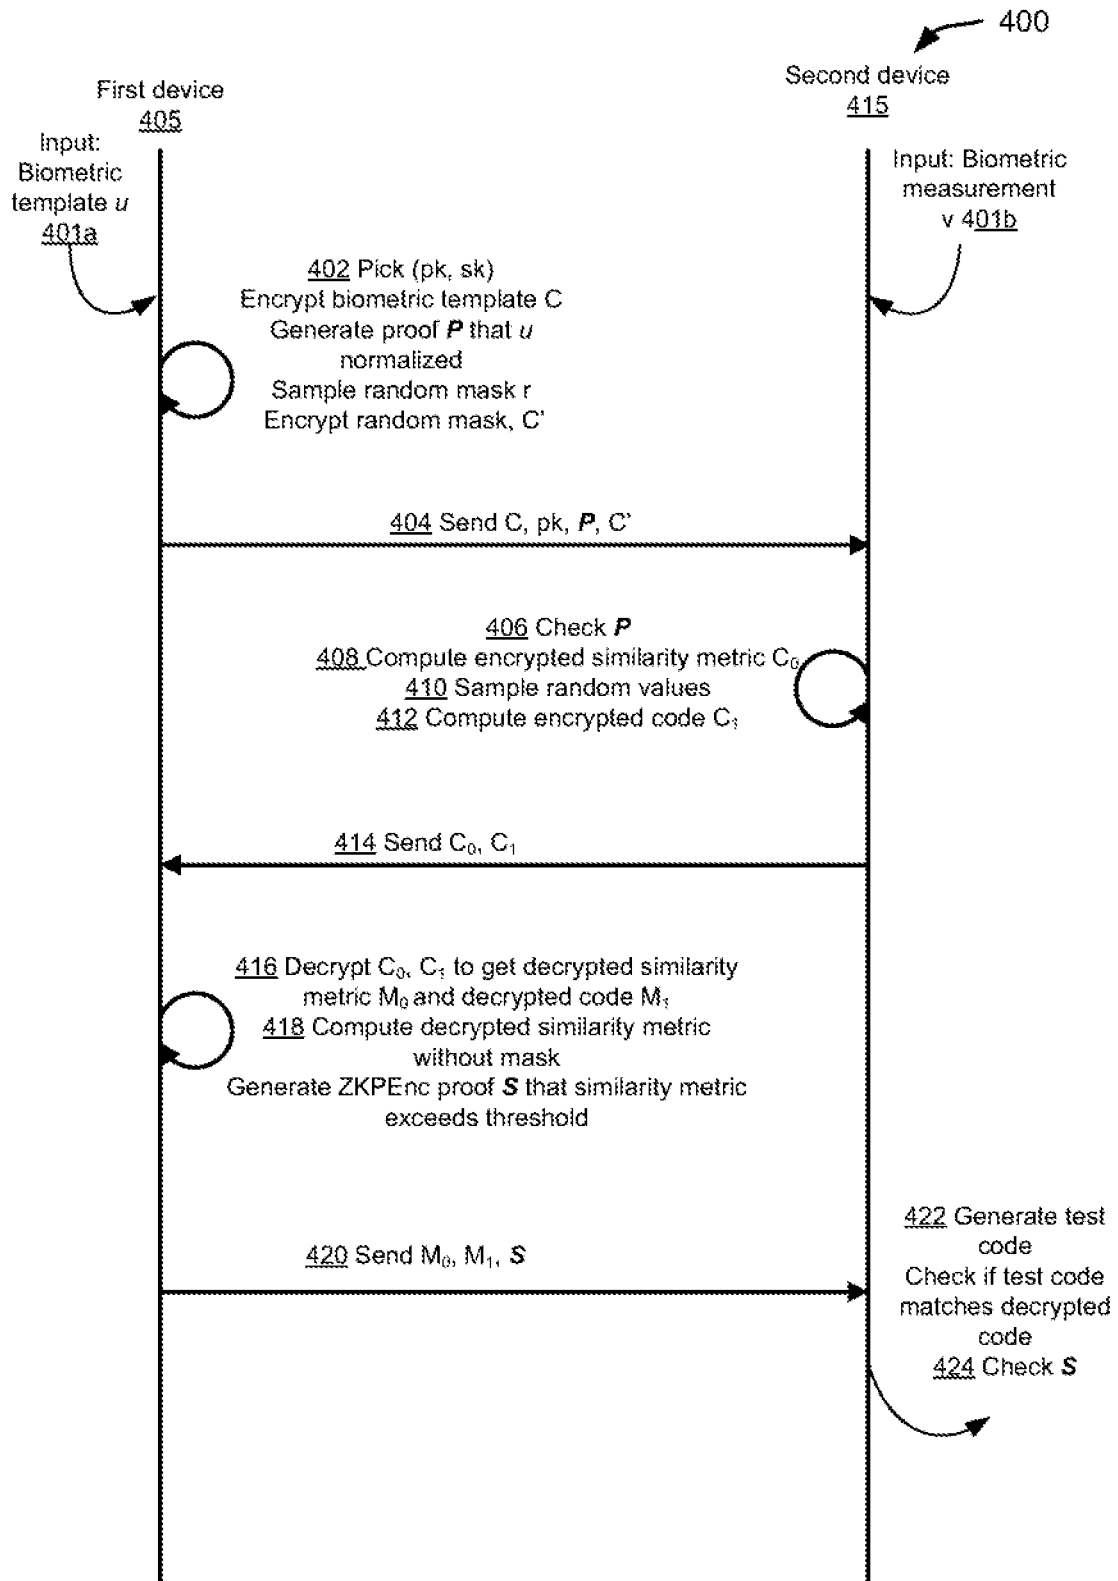 400
First device
405
Second device
415
Input:
Biometric
template u
401a
Input: Biometric
measurement
v 401b
402 Pick (pk, sk)
Encrypt biometric template C
Generate proof P that u
normalized
Sample random mask r
Encrypt random mask, C'
404 Send C, pk, P, C'
406 Check P
408 Compute encrypted similarity metric C₀
410 Sample random values
412 Compute encrypted code C₁
414 Send C₀, C₁
416 Decrypt C₀, C₁ to get decrypted similarity
metric M₀ and decrypted code M₁
418 Compute decrypted similarity metric
without mask
Generate ZKPEnc proof S that similarity metric
exceeds threshold
420 Send M₀, M₁, S
422 Generate test
code
Check if test code
matches decrypted
code
424 Check S